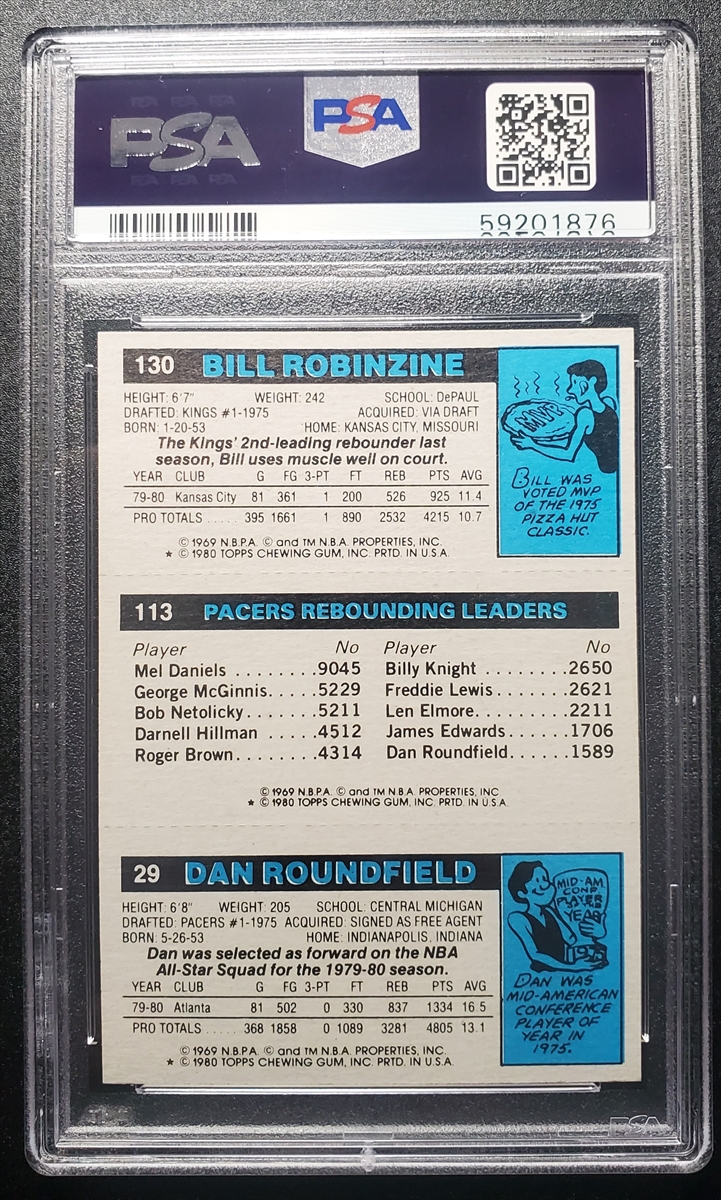 PSA
PSA
59201876
130 BILL ROBINZINE
HEIGHT: 6'7" WEIGHT: 242 SCHOOL: DePAUL
DRAFTED: KINGS #1-1975 ACQUIRED: VIA DRAFT
BORN: 1-20-53 HOME: KANSAS CITY, MISSOURI
The Kings' 2nd-leading rebounder last
season, Bill uses muscle well on court.
YEAR CLUB G FG 3-PT FT REB PTS AVG
79-80 Kansas City 81 361 1 200 526 925 11.4
PRO TOTALS ..... 395 1661 1 890 2532 4215 10.7
© 1969 N.B.P.A. © and TM N.B.A. PROPERTIES, INC.
★ © 1980 TOPPS CHEWING GUM, INC. PRTD. IN U.S.A.
MVP
BILL WAS
VOTED MVP
OF THE 1975
PIZZA HUT
CLASSIC.
113 PACERS REBOUNDING LEADERS
Player No Player No
Mel Daniels ........9045 Billy Knight ........2650
George McGinnis.....5229 Freddie Lewis.......2621
Bob Netolicky.......5211 Len Elmore.........2211
Darnell Hillman .....4512 James Edwards......1706
Roger Brown........4314 Dan Roundfield......1589
© 1969 N.B.P.A. © and TM N.B.A. PROPERTIES, INC
★ © 1980 TOPPS CHEWING GUM, INC. PRTD. IN U.S.A.
29 DAN ROUNDFIELD
HEIGHT: 6'8" WEIGHT: 205 SCHOOL: CENTRAL MICHIGAN
DRAFTED: PACERS #1-1975 ACQUIRED: SIGNED AS FREE AGENT
BORN: 5-26-53 HOME: INDIANAPOLIS, INDIANA
Dan was selected as forward on the NBA
All-Star Squad for the 1979-80 season.
YEAR CLUB G FG 3-PT FT REB PTS AVG
79-80 Atlanta 81 502 0 330 837 1334 16.5
PRO TOTALS ...... 368 1858 0 1089 3281 4805 13.1
© 1969 N.B.P.A. © and TM N.B.A. PROPERTIES, INC.
★ © 1980 TOPPS CHEWING GUM, INC. PRTD. IN U.S.A.
MID-AM
CONF.
PLAYER
OF THE
YEAR
1975
DAN WAS
MID-AMERICAN
CONFERENCE
PLAYER OF
YEAR IN
1975.
PSA